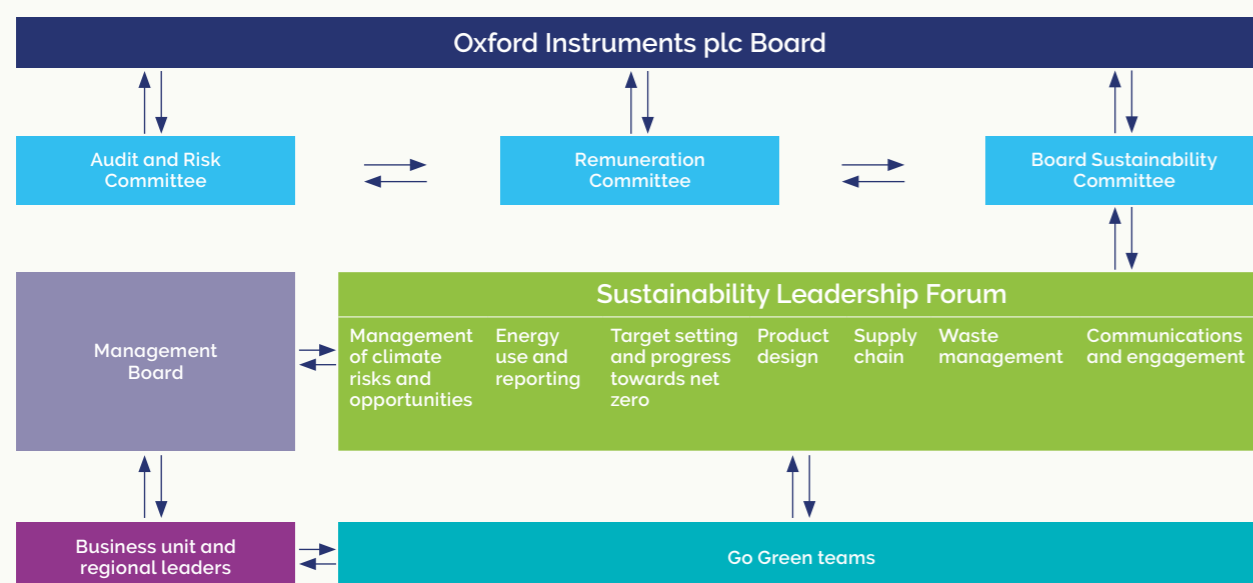 Oxford Instruments plc Board
Audit and Risk
Committee
Remuneration
Committee
Board Sustainability
Committee
Management
Board
Sustainability Leadership Forum
Management
of climate
risks and
opportunities
Energy
use and
reporting
Target setting
and progress
towards net
zero
Product
design
Supply
chain
Waste
management
Communications
and engagement
Business unit and
regional leaders
Go Green teams